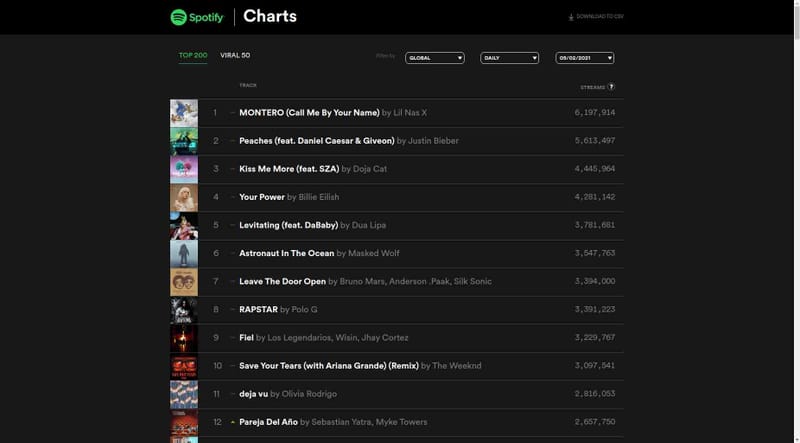 Spotify Charts
DOWNLOAD TO CSV
TOP 200 VIRAL 50 Filter by GLOBAL DAILY 05/02/2021
TRACK STREAMS ?
1 MONTERO (Call Me By Your Name) by Lil Nas X 6,197,914
2 Peaches (feat. Daniel Caesar & Giveon) by Justin Bieber 5,613,497
3 Kiss Me More (feat. SZA) by Doja Cat 4,445,964
4 Your Power by Billie Eilish 4,281,142
5 Levitating (feat. DaBaby) by Dua Lipa 3,781,681
6 Astronaut In The Ocean by Masked Wolf 3,547,763
7 Leave The Door Open by Bruno Mars, Anderson .Paak, Silk Sonic 3,394,000
8 RAPSTAR by Polo G 3,391,223
9 Fiel by Los Legendarios, Wisin, Jhay Cortez 3,229,767
10 Save Your Tears (with Ariana Grande) (Remix) by The Weeknd 3,097,541
11 deja vu by Olivia Rodrigo 2,816,053
12 Pareja Del Año by Sebastian Yatra, Myke Towers 2,657,750